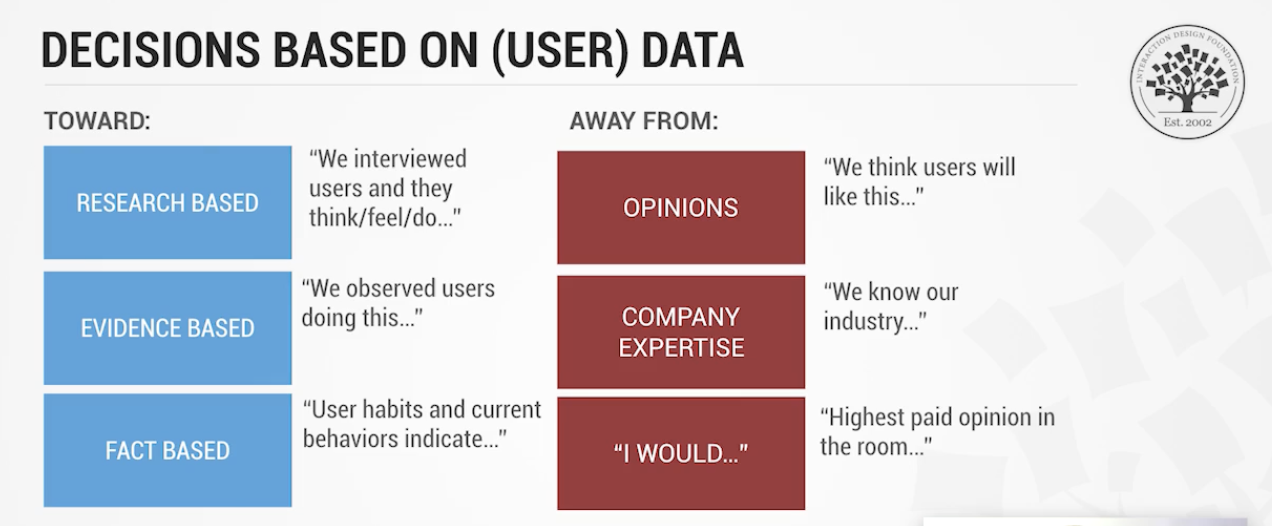 DECISIONS BASED ON (USER) DATA
INTERACTION DESIGN FOUNDATION
Est. 2002
TOWARD:
RESEARCH BASED
“We interviewed
users and they
think/feel/do...”
EVIDENCE BASED
“We observed users
doing this...”
FACT BASED
“User habits and current
behaviors indicate...”
AWAY FROM:
OPINIONS
“We think users will
like this...”
COMPANY
EXPERTISE
“We know our
industry...”
“I WOULD...”
“Highest paid opinion in
the room...”